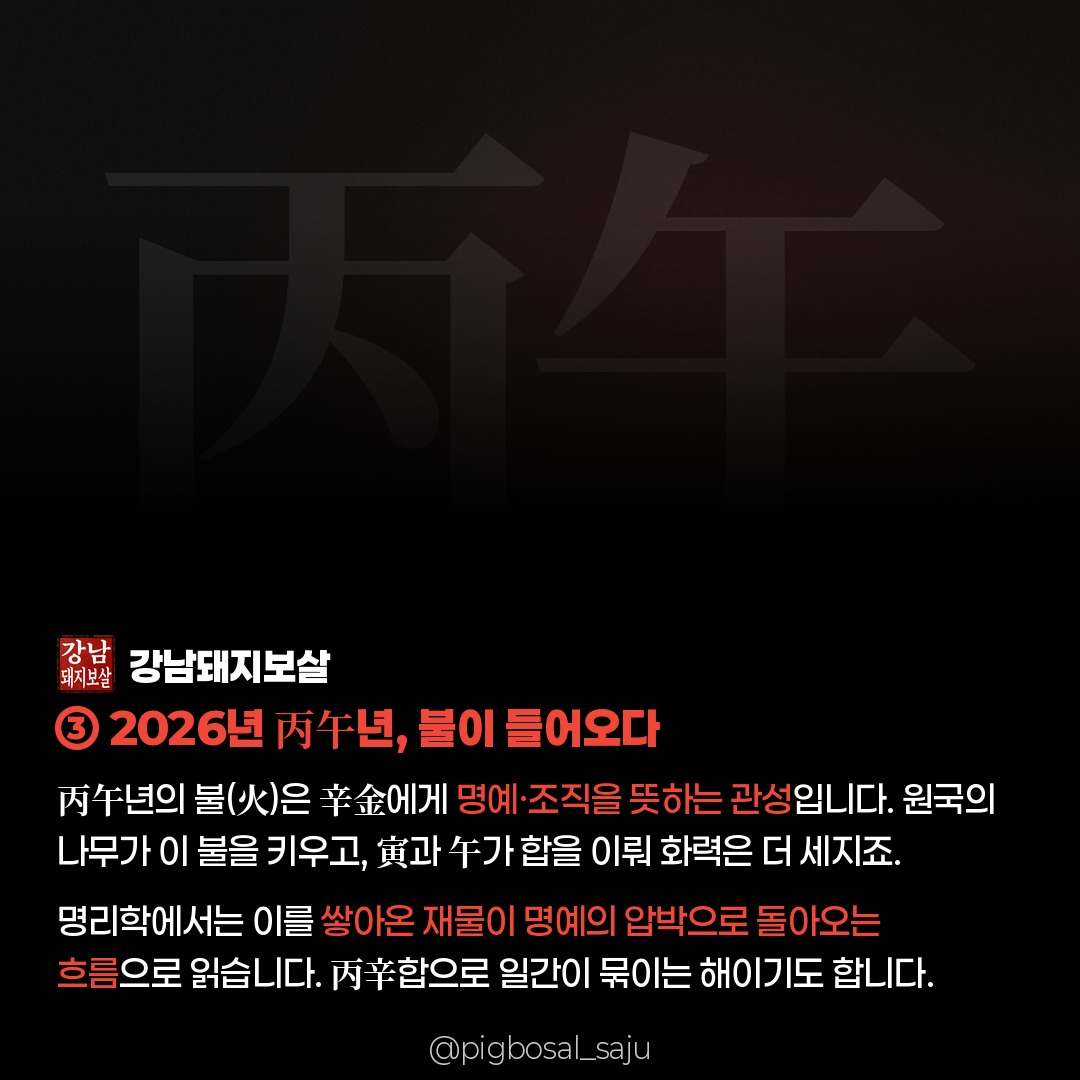 丙午
강남
돼지보살
강남돼지보살
③ 2026년 丙午년, 불이 들어오다
丙午년의 불(火)은 辛金에게 명예·조직을 뜻하는 관성입니다. 원국의
나무가 이 불을 키우고, 寅과 午가 합을 이뤄 화력은 더 세지죠.
명리학에서는 이를 쌓아온 재물이 명예의 압박으로 돌아오는
흐름으로 읽습니다. 丙辛합으로 일간이 묶이는 해이기도 합니다.
@pigbosal_saju